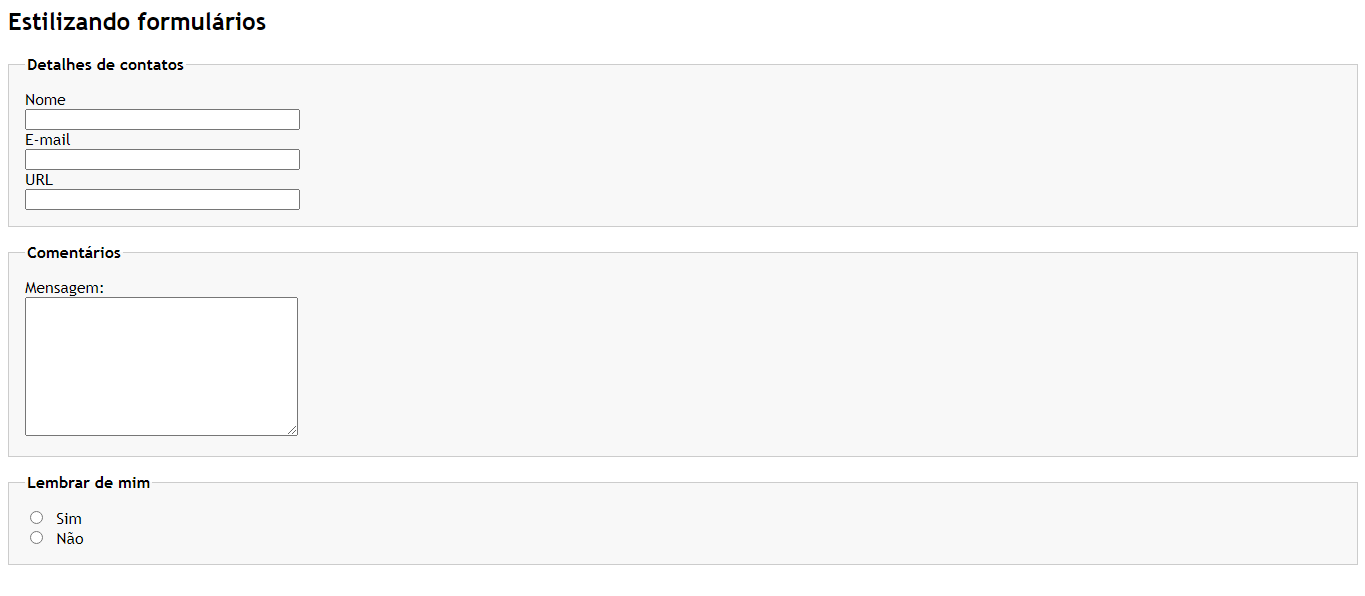 Estilizando formulários
Detalhes de contatos
Nome
E-mail
URL
Comentários
Mensagem:
Lembrar de mim
Sim
Não